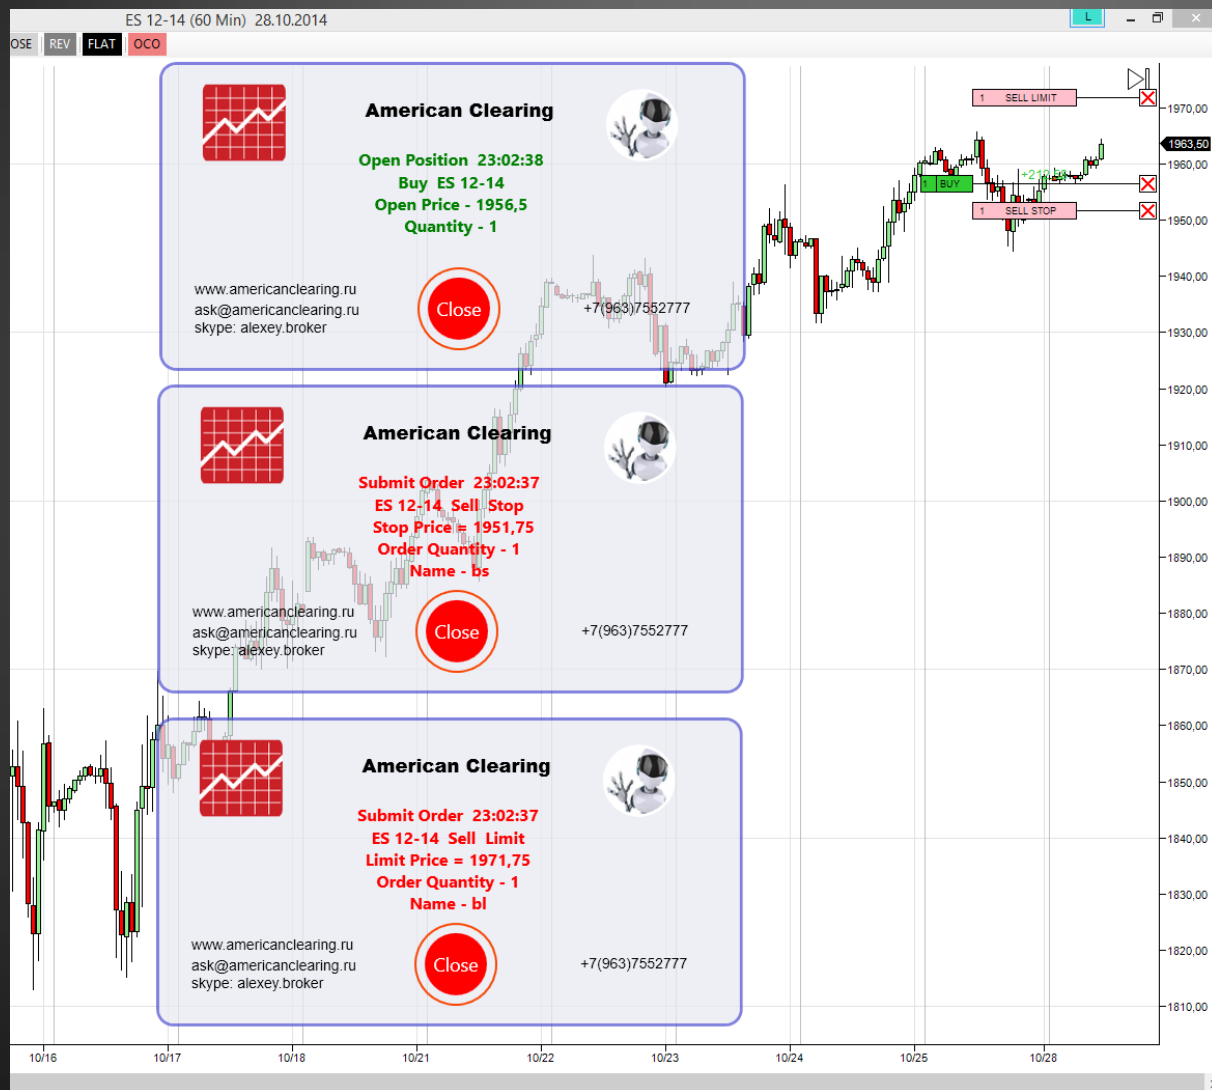 ES 12-14 (60 Min) 28.10.2014
L
OSE REV FLAT OCO
American Clearing
Open Position 23:02:38
Buy ES 12-14
Open Price - 1956,5
Quantity - 1
www.americanclearing.ru
ask@americanclearing.ru
skype: alexey.broker
Close
+7(963)7552777
American Clearing
Submit Order 23:02:37
ES 12-14 Sell Stop
Stop Price = 1951,75
Order Quantity - 1
Name - bs
www.americanclearing.ru
ask@americanclearing.ru
skype: alexey.broker
Close
+7(963)7552777
American Clearing
Submit Order 23:02:37
ES 12-14 Sell Limit
Limit Price = 1971,75
Order Quantity - 1
Name - bl
www.americanclearing.ru
ask@americanclearing.ru
skype: alexey.broker
Close
+7(963)7552777
1 SELL LIMIT
1 BUY
1 SELL STOP
1970,00
1963,50
1960,00
1950,00
1940,00
1930,00
1920,00
1910,00
1900,00
1890,00
1880,00
1870,00
1860,00
1850,00
1840,00
1830,00
1820,00
1810,00
10/16 10/17 10/18 10/21 10/22 10/23 10/24 10/25 10/28